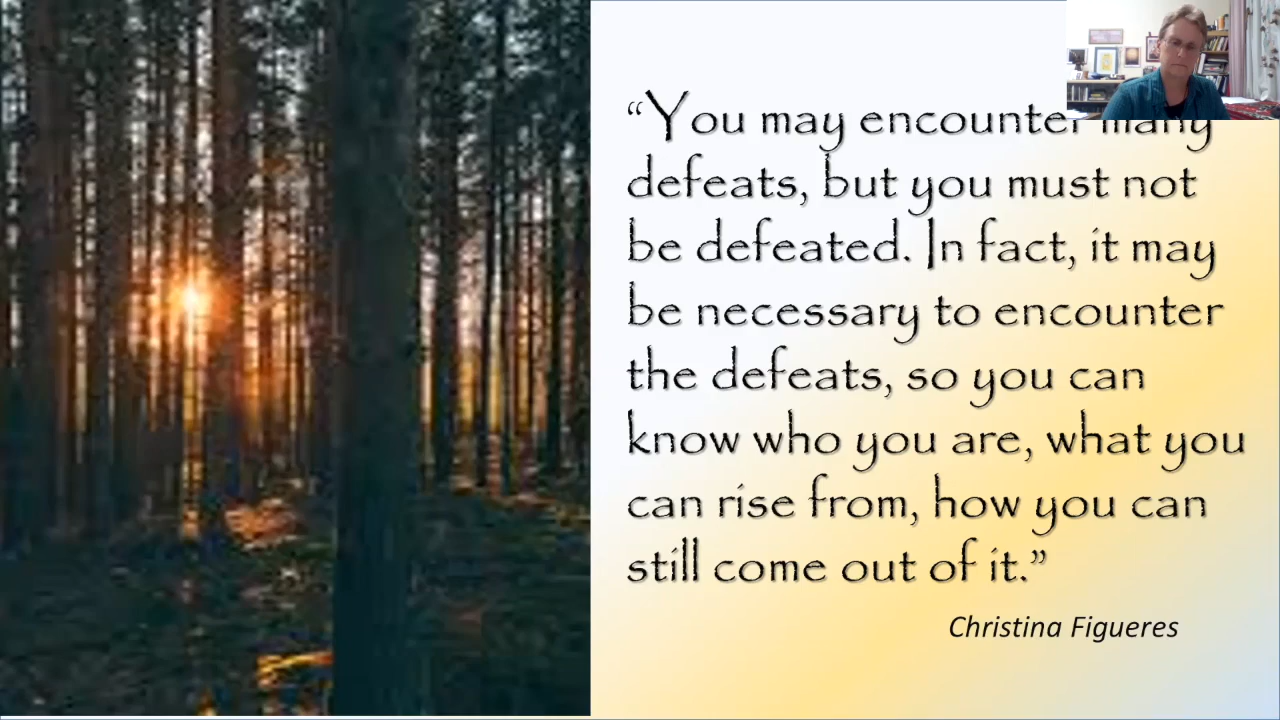 “You may encounter many
defeats, but you must not
be defeated. In fact, it may
be necessary to encounter
the defeats, so you can
know who you are, what you
can rise from, how you can
still come out of it.”
Christina Figueres